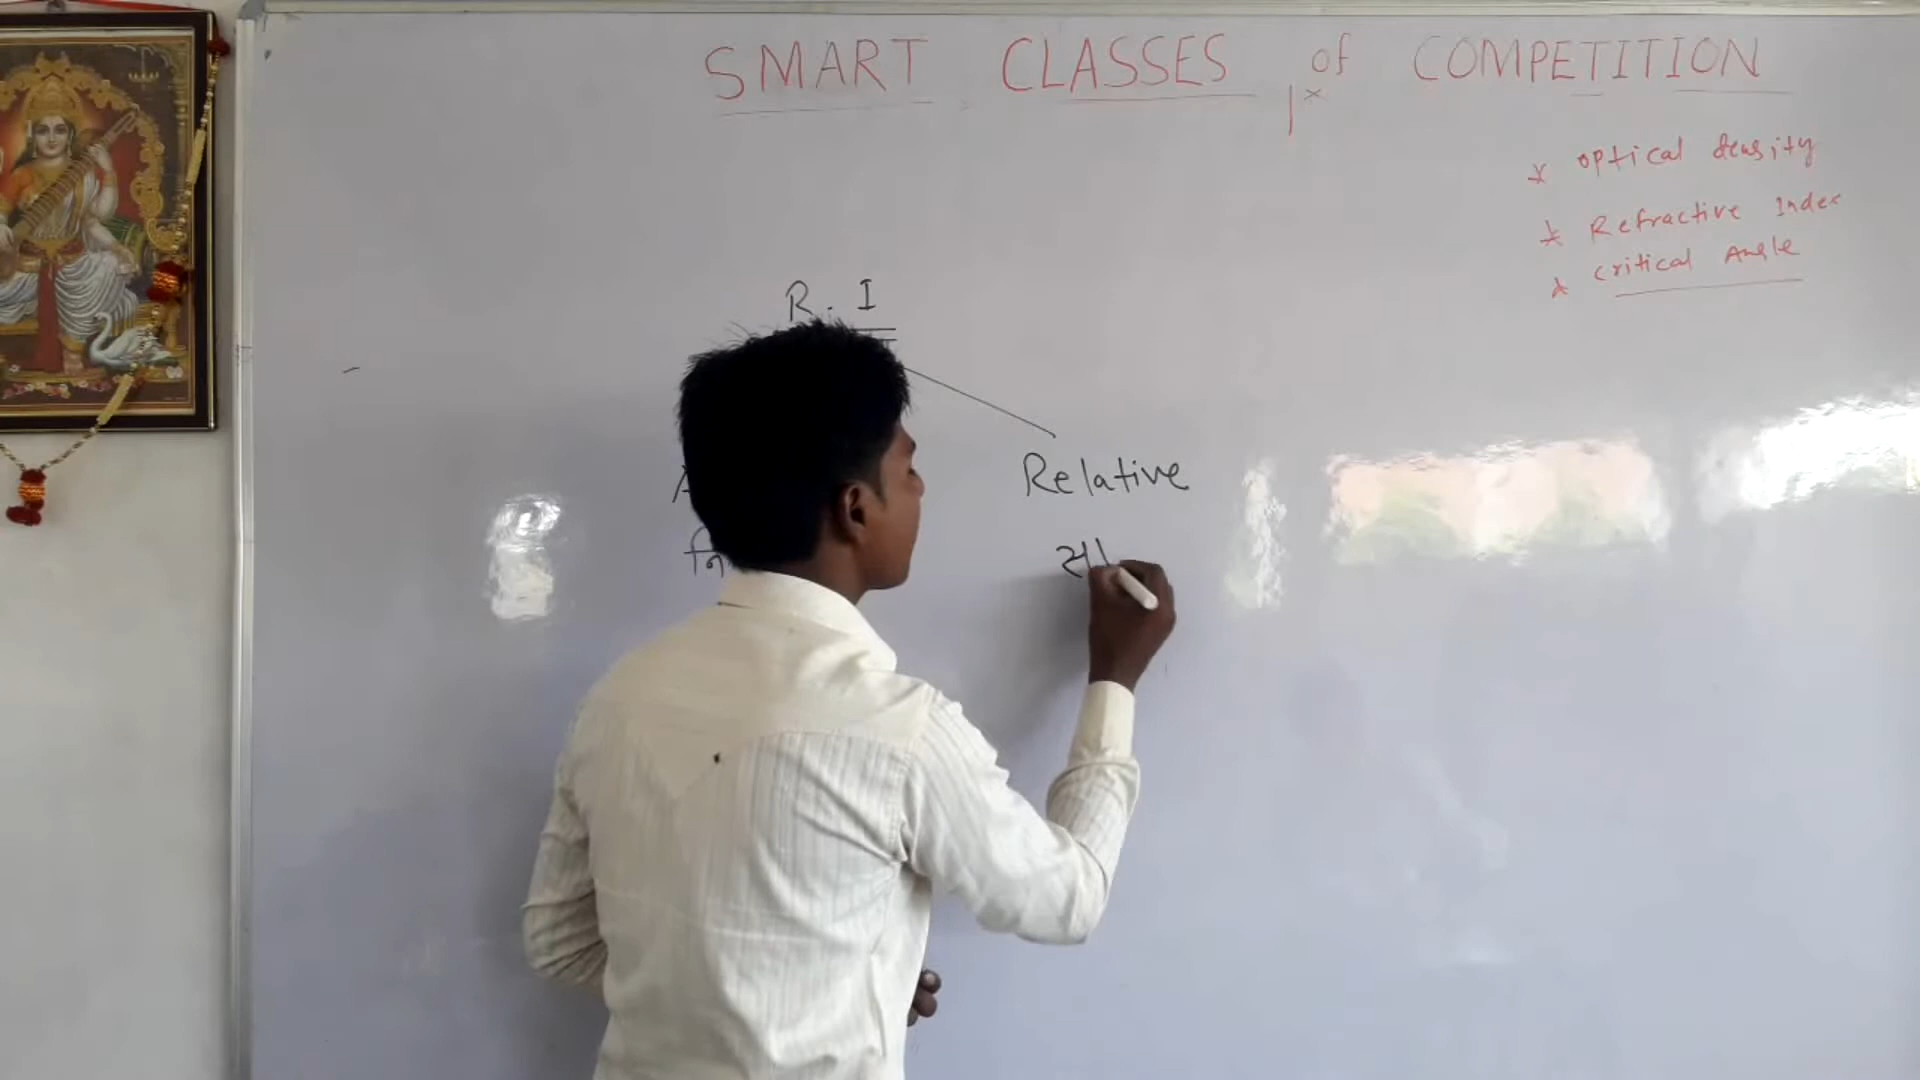 SMART CLASSES of COMPETITION
* optical density
* Refractive Index
* critical Angle
R. I
Relative